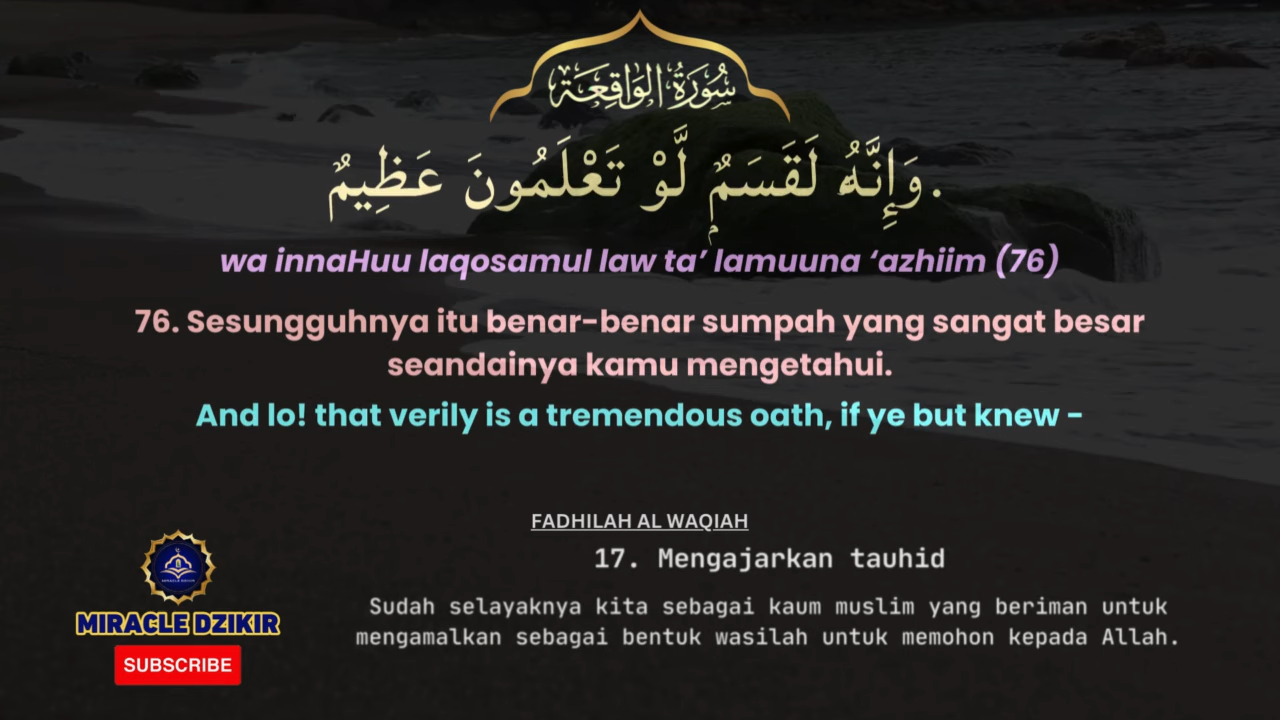 سُورَةُ الوَاقِعَة
وَإِنَّهُۥ لَقَسَمٌۭ لَّوْ تَعْلَمُونَ عَظِيمٌ.
wa innaHuu laqosamul law ta’ lamuuna ‘azhiim (76)
76. Sesungguhnya itu benar-benar sumpah yang sangat besar
seandainya kamu mengetahui.
And lo! that verily is a tremendous oath, if ye but knew -
FADHILAH AL WAQIAH
17. Mengajarkan tauhid
Sudah selayaknya kita sebagai kaum muslim yang beriman untuk
mengamalkan sebagai bentuk wasilah untuk memohon kepada Allah.
MIRACLE DZIKIR
MIRACLE DZIKIR
SUBSCRIBE